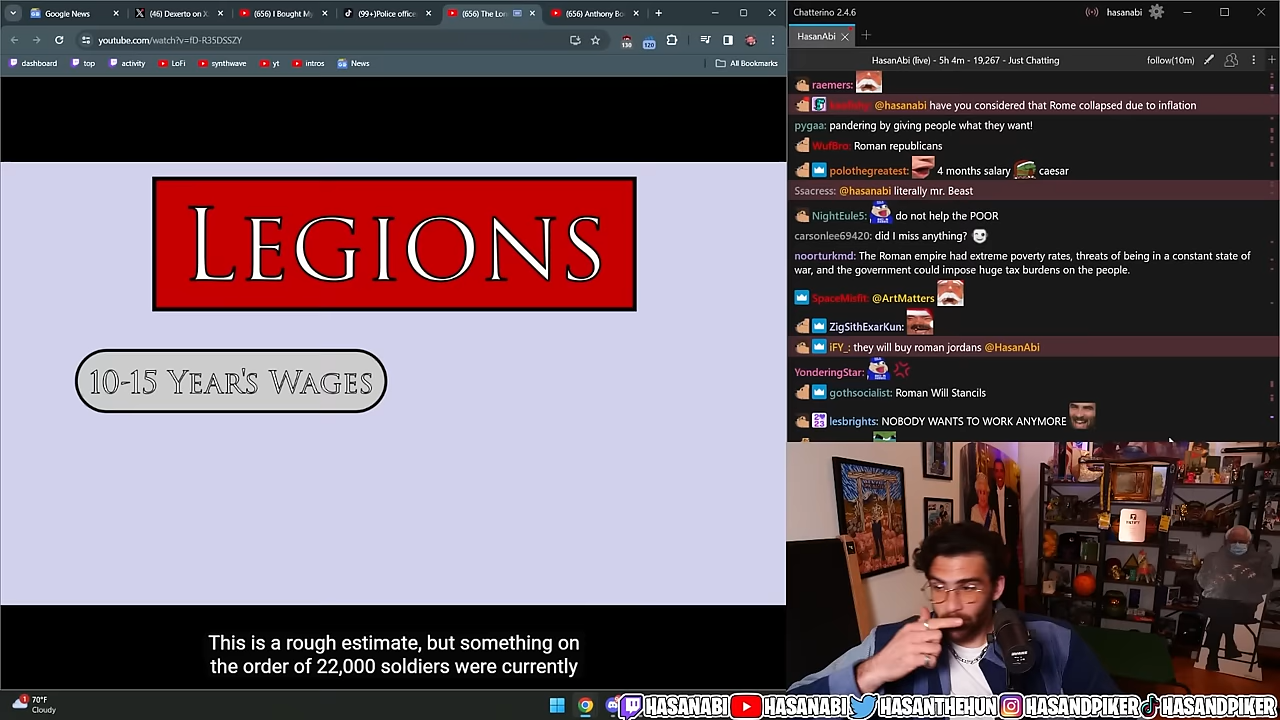 Google News
(46) Dexerto on X
(656) I Bought My
(99+)Police office
(656) The Lor
(656) Anthony Bo
youtube.com/watch?v=fD-R35DSSZY
130
120
dashboard
top
activity
LoFi
synthwave
yt
intros
News
All Bookmarks
LEGIONS
10-15 YEAR'S WAGES
This is a rough estimate, but something on
the order of 22,000 soldiers were currently
1
70°F
Cloudy
Chatterino 2.4.6
hasanabi
HasanAbi
HasanAbi (live) - 5h 4m - 19,267 - Just Chatting
follow(10m)
raemers:
@hasanabi have you considered that Rome collapsed due to inflation
pygaa: pandering by giving people what they want!
WufBro: Roman republicans
polothegreatest: 4 months salary caesar
Ssacress: @hasanabi literally mr. Beast
NightEule5: do not help the POOR
carsonlee69420: did I miss anything?
noorturkmd: The Roman empire had extreme poverty rates, threats of being in a constant state of
war, and the government could impose huge tax burdens on the people.
SpaceMisfit: @ArtMatters
ZigSithExarKun:
iFY_: they will buy roman jordans @HasanAbi
YonderingStar:
gothsocialist: Roman Will Stancils
lesbrights: NOBODY WANTS TO WORK ANYMORE
HASANABI
HASANABI
HASANTHEHUN
HASANDPIKER
HASANDPIKER